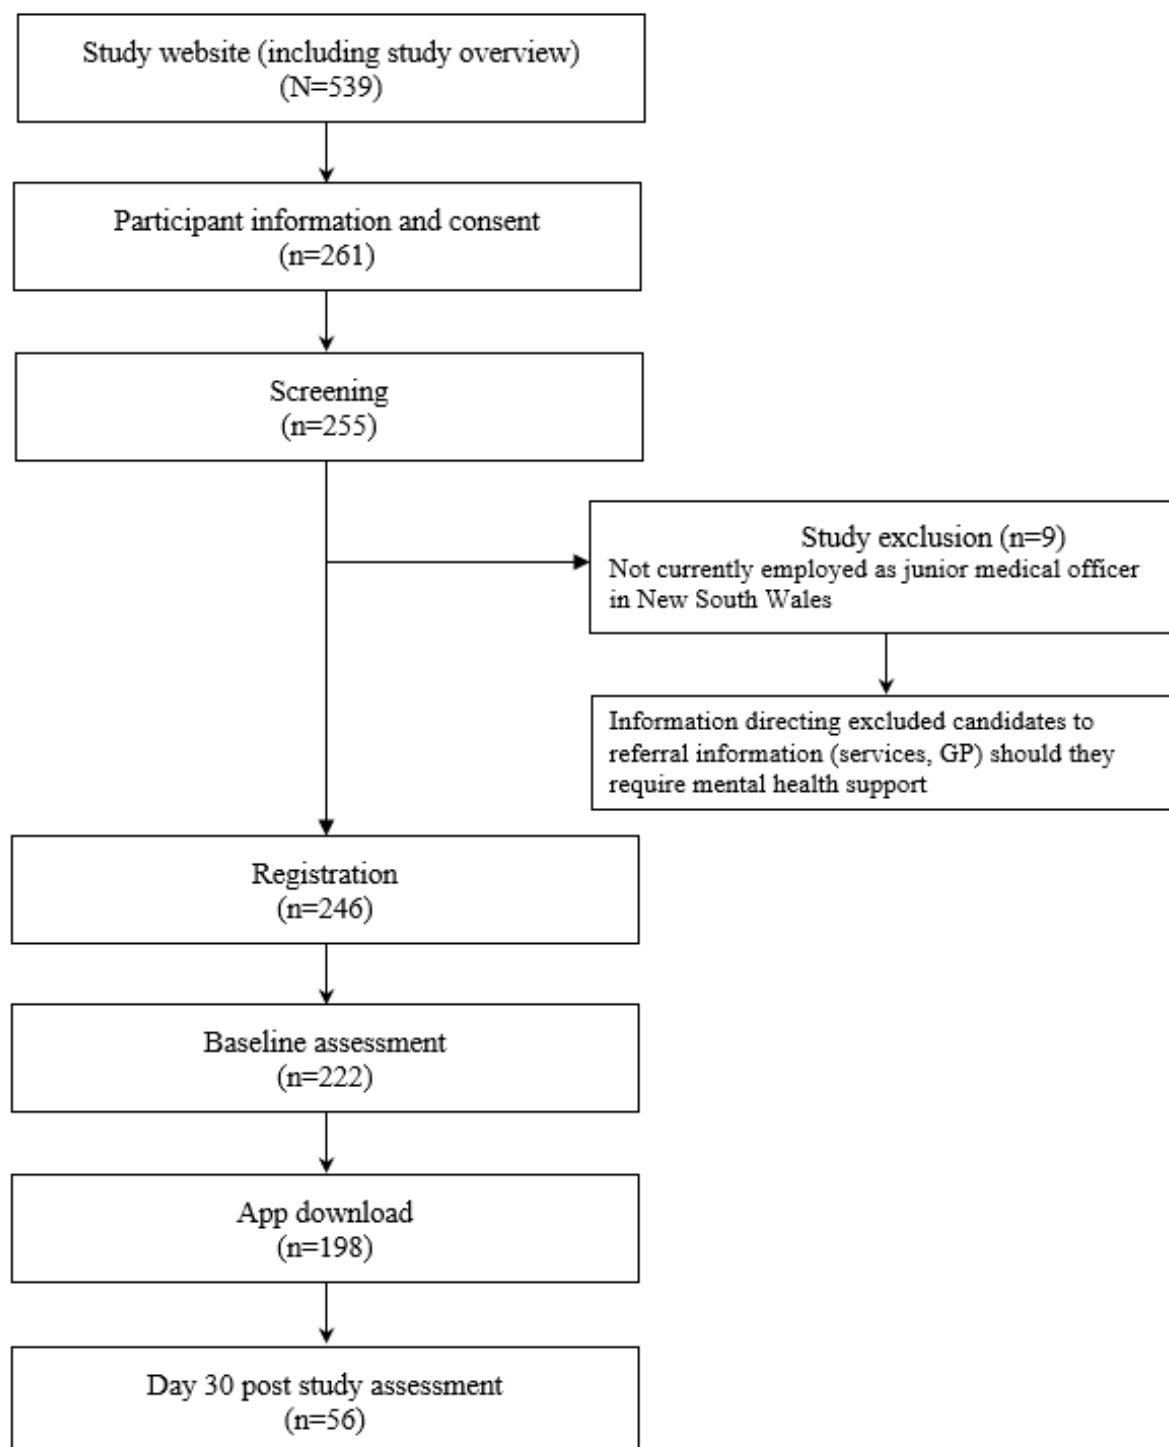 Study website (including study overview)
(N=539)
Participant information and consent
(n=261)
Screening
(n=255)
Study exclusion (n=9)
Not currently employed as junior medical officer
in New South Wales
Information directing excluded candidates to
referral information (services, GP) should they
require mental health support
Registration
(n=246)
Baseline assessment
(n=222)
App download
(n=198)
Day 30 post study assessment
(n=56)